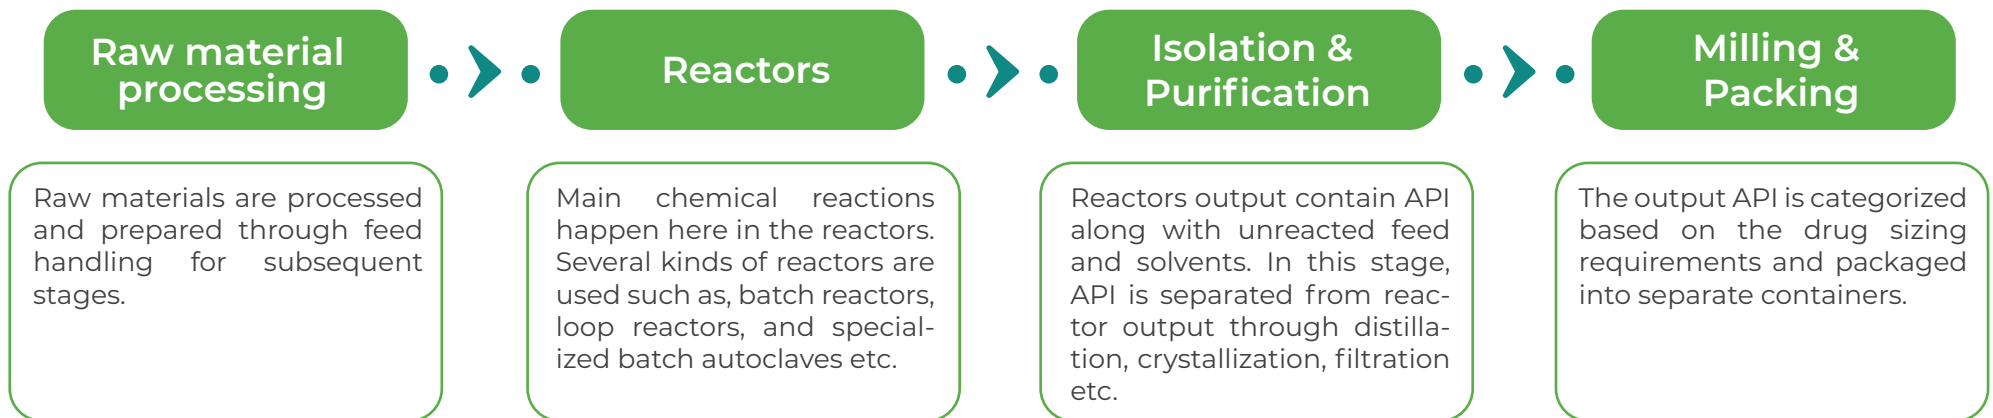 Raw material
processing
Reactors
Isolation &
Purification
Milling &
Packing
Raw materials are processed
and prepared through feed
handling for subsequent
stages.
Main chemical reactions
happen here in the reactors.
Several kinds of reactors are
used such as, batch reactors,
loop reactors, and special-
ized batch autoclaves etc.
Reactors output contain API
along with unreacted feed
and solvents. In this stage,
API is separated from reac-
tor output through distilla-
tion, crystallization, filtration
etc.
The output API is categorized
based on the drug sizing
requirements and packaged
into separate containers.